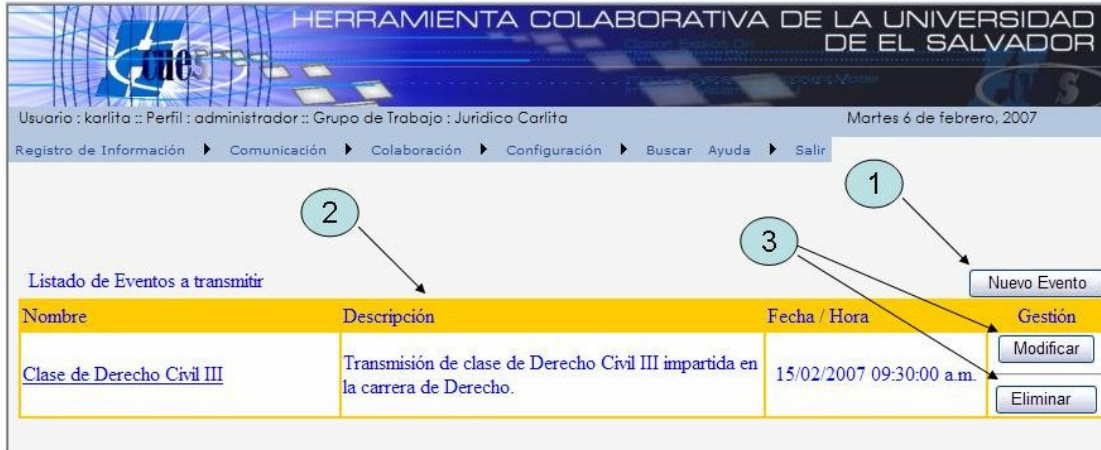 HERRAMIENTA COLABORATIVA DE LA UNIVERSIDAD
DE EL SALVADOR
cues
Usuario : karlita :: Perfil : administrador :: Grupo de Trabajo : Juridico Carlita
Martes 6 de febrero, 2007
Registro de Información Comunicación Colaboración Configuración Buscar Ayuda Salir
1
2
3
Listado de Eventos a transmitir
Nuevo Evento
Nombre Descripción Fecha / Hora Gestión
Clase de Derecho Civil III
Transmisión de clase de Derecho Civil III impartida en
la carrera de Derecho.
15/02/2007 09:30:00 a.m.
Modificar
Eliminar